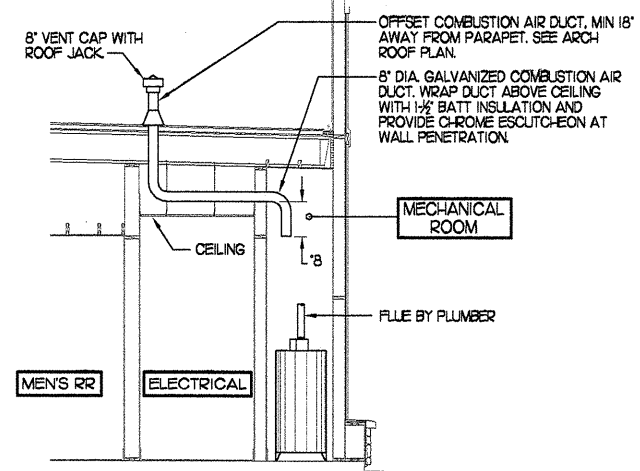 OFFSET COMBUSTION AIR DUCT, MIN 18"
AWAY FROM PARAPET. SEE ARCH
ROOF PLAN.
8" VENT CAP WITH
ROOF JACK.
8" DIA. GALVANIZED COMBUSTION AIR
DUCT. WRAP DUCT ABOVE CEILING
WITH 1-½" BATT INSULATION AND
PROVIDE CHROME ESCUTCHEON AT
WALL PENETRATION.
MECHANICAL
ROOM
CEILING
"8
FLUE BY PLUMBER
MEN'S RR
ELECTRICAL